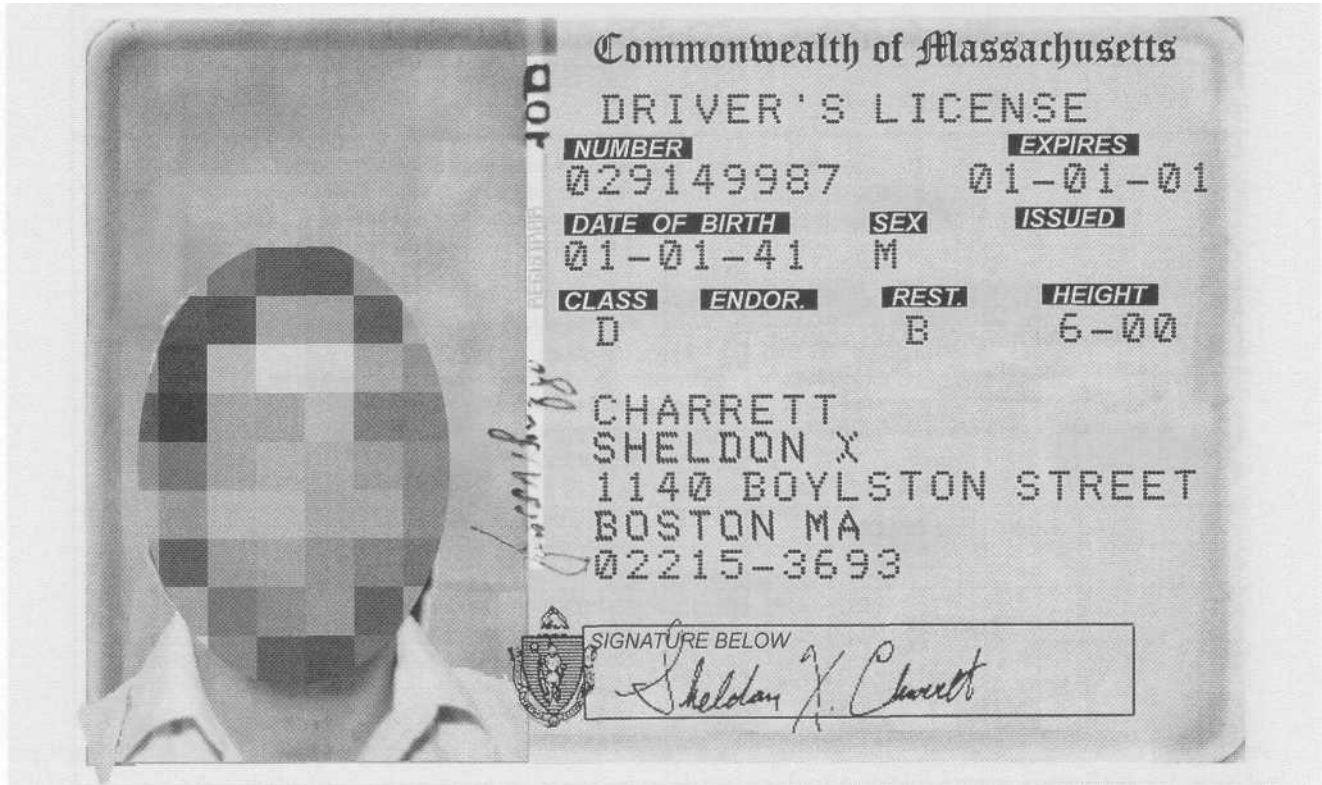 Commonwealth of Massachusetts
DRIVER'S LICENSE
NUMBER EXPIRES
029149987 01-01-01
DATE OF BIRTH SEX ISSUED
01-01-41 M
CLASS ENDOR. REST. HEIGHT
D B 6-00
CHARRETT
SHELDON X
1140 BOYLSTON STREET
BOSTON MA
02215-3693
SIGNATURE BELOW
Sheldon X. Charrett